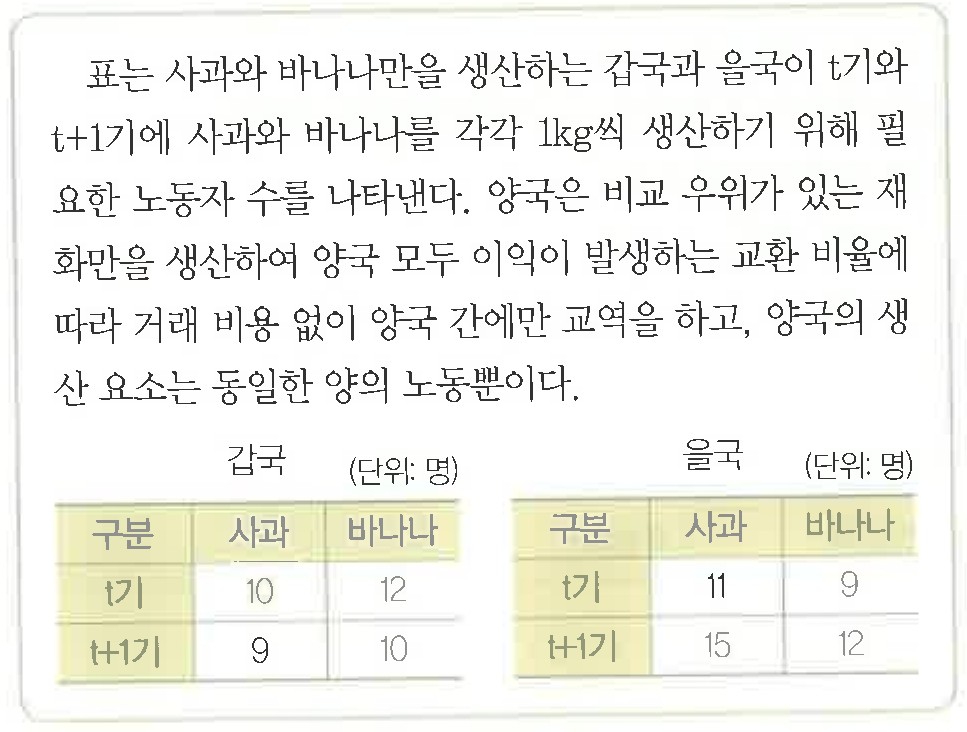 표는 사과와 바나나만을 생산하는 갑국과 을국이 t기와
t+1기에 사과와 바나나를 각각 1kg씩 생산하기 위해 필
요한 노동자 수를 나타낸다. 양국은 비교 우위가 있는 재
화만을 생산하여 양국 모두 이익이 발생하는 교환 비율에
따라 거래 비용 없이 양국 간에만 교역을 하고, 양국의 생
산 요소는 동일한 양의 노동뿐이다.
갑국 (단위: 명)
구분 사과 바나나
t기 10 12
t+1기 9 10
을국 (단위: 명)
구분 사과 바나나
t기 11 9
t+1기 15 12